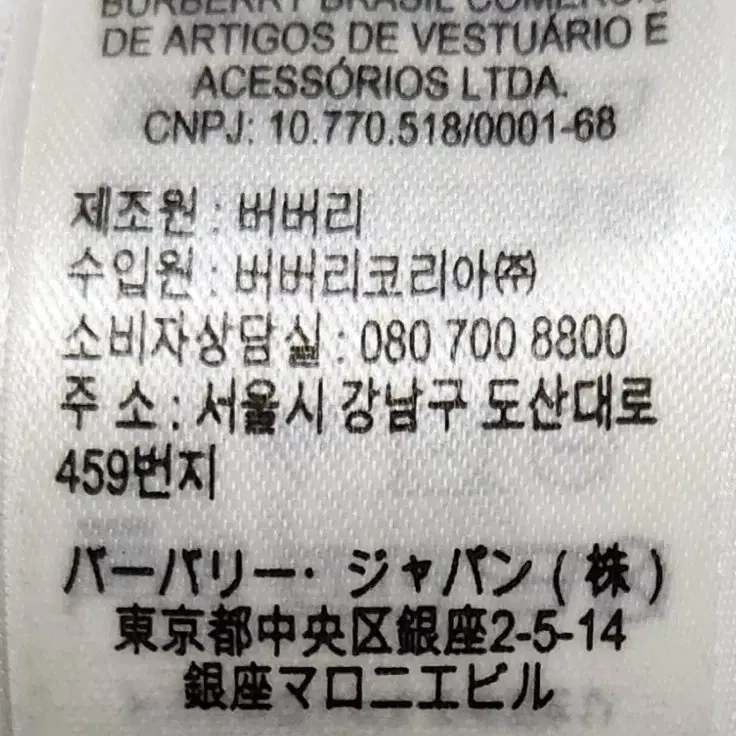 BURBERRY BRASIL COMÉRCIO
DE ARTIGOS DE VESTUÁRIO E
ACESSÓRIOS LTDA.
CNPJ: 10.770.518/0001-68
제조원 : 버버리
수입원 : 버버리코리아㈜
소비자상담실 : 080 700 8800
주 소 : 서울시 강남구 도산대로
459번지
バーバリー・ジャパン ( 株 )
東京都中央区銀座2-5-14
銀座マロニエビル